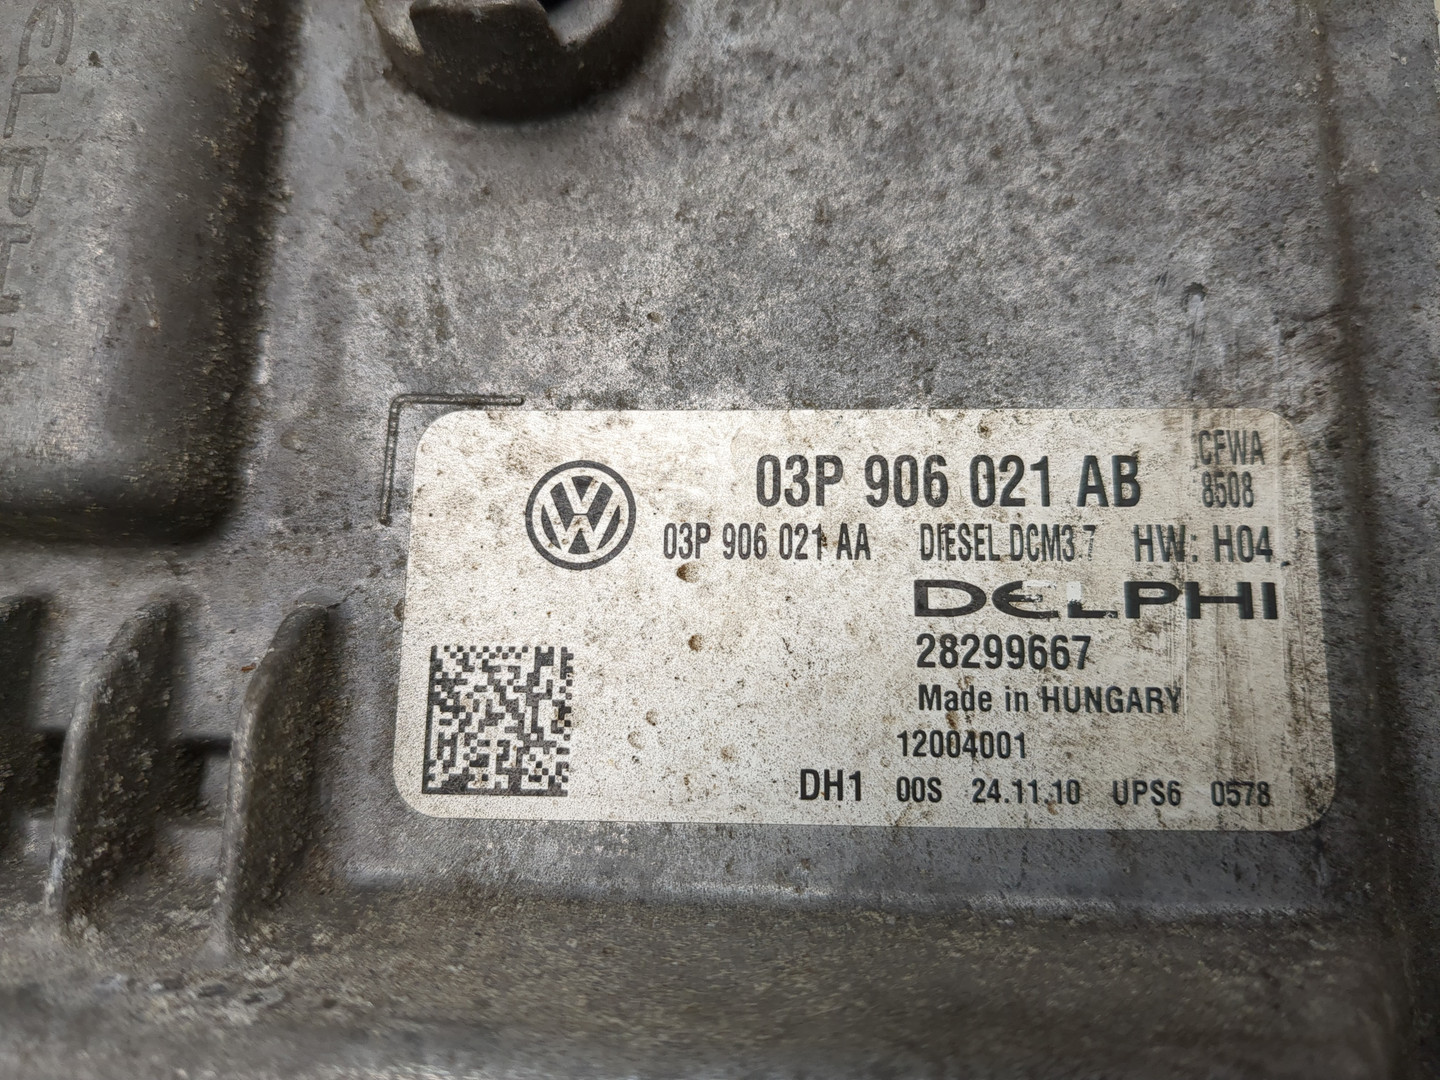 DELPHI
03P 906 021 AB
CFWA
8508
03P 906 021 AA DIESEL DCM3.7 HW: H04
DELPHI
28299667
Made in HUNGARY
12004001
DH1 00S 24.11.10 UPS6 0578